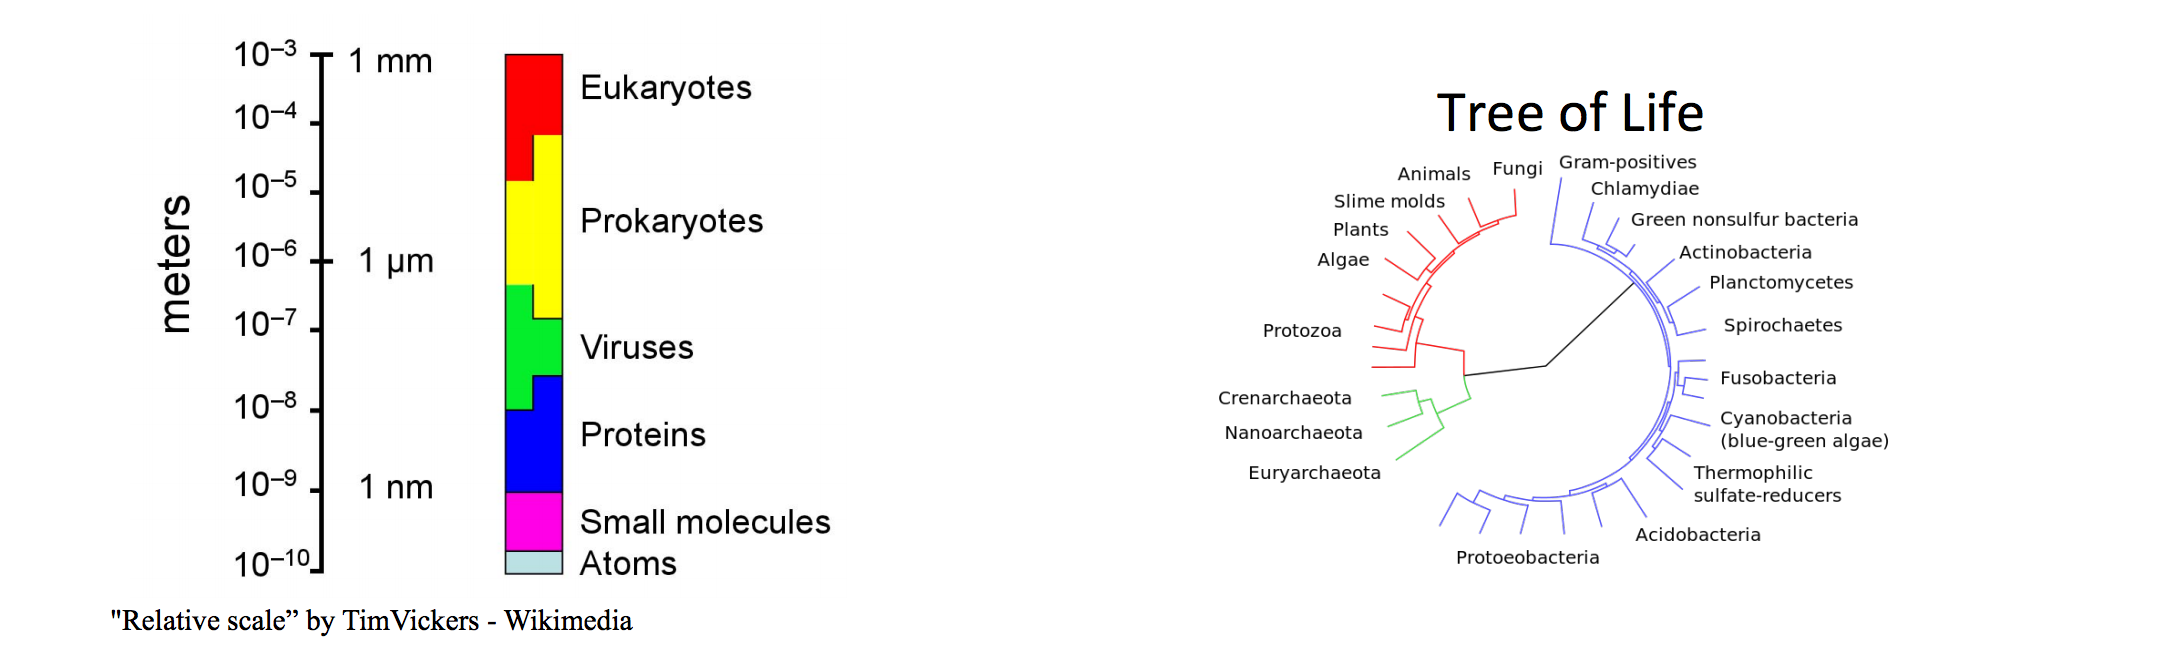 10⁻³
1 mm
10⁻⁴
10⁻⁵
10⁻⁶
1 µm
10⁻⁷
10⁻⁸
10⁻⁹
1 nm
10⁻¹⁰
meters
Eukaryotes
Prokaryotes
Viruses
Proteins
Small molecules
Atoms
"Relative scale” by TimVickers - Wikimedia
Tree of Life
Protozoa
Algae
Plants
Slime molds
Animals
Fungi
Gram-positives
Chlamydiae
Green nonsulfur bacteria
Actinobacteria
Planctomycetes
Spirochaetes
Fusobacteria
Cyanobacteria
(blue-green algae)
Thermophilic
sulfate-reducers
Acidobacteria
Protoeobacteria
Crenarchaeota
Nanoarchaeota
Euryarchaeota